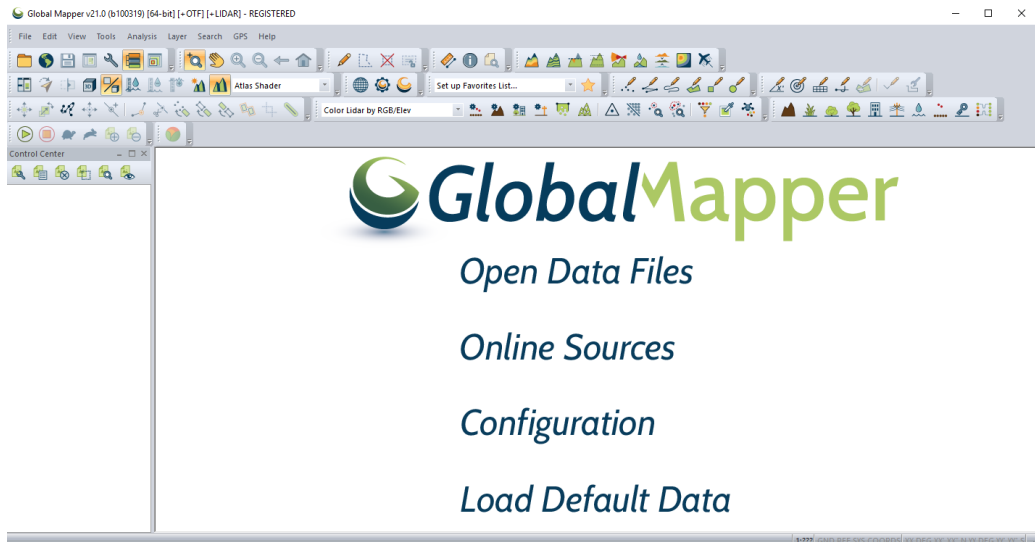 Global Mapper v21.0 (b100319) [64-bit] [+OTF] [+LIDAR] - REGISTERED
File Edit View Tools Analysis Layer Search GPS Help
Atlas Shader
Set up Favorites List...
Color Lidar by RGB/Elev
Control Center
GlobalMapper
Open Data Files
Online Sources
Configuration
Load Default Data